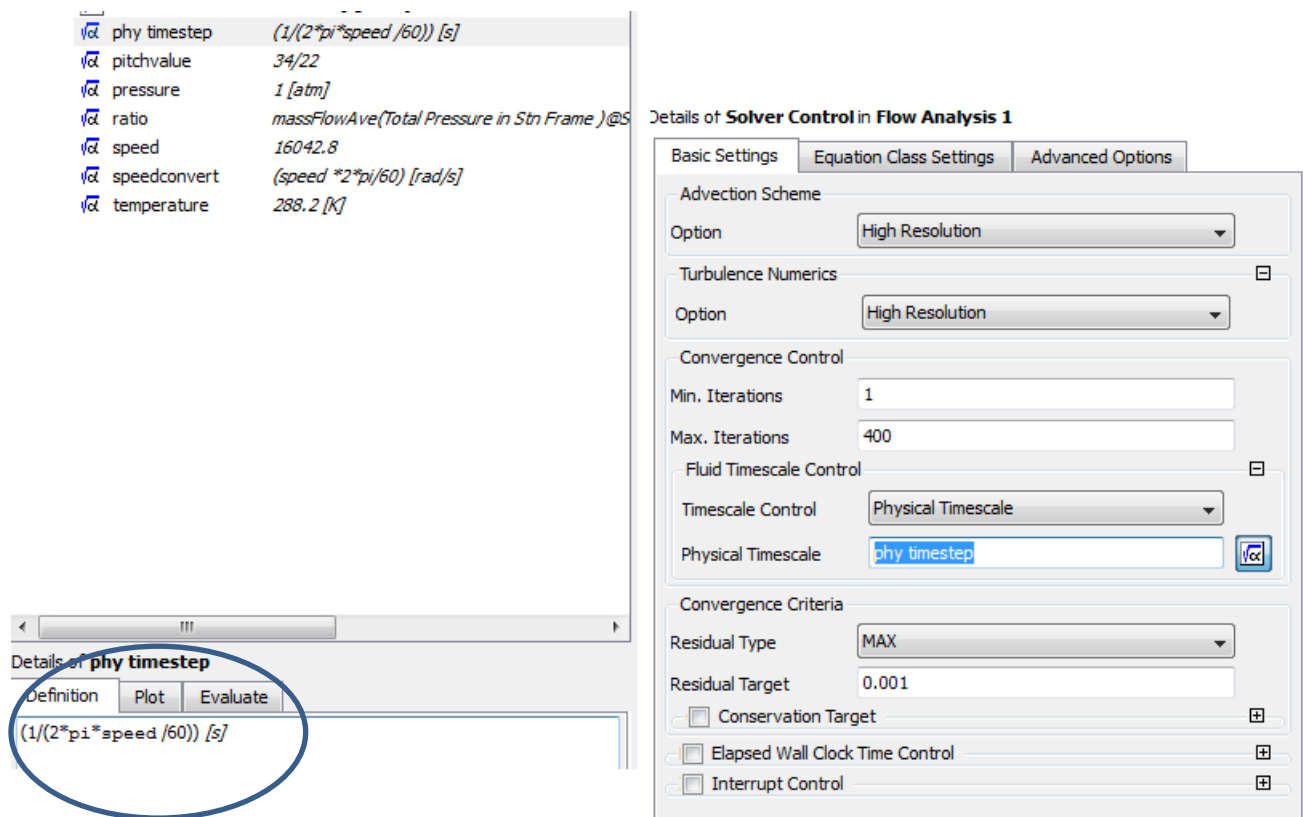 phy timestep (1/(2*pi*speed /60)) [s]
pitchvalue 34/22
pressure 1 [atm]
ratio massFlowAve(Total Pressure in Stn Frame )@S
speed 16042.8
speedconvert (speed *2*pi/60) [rad/s]
temperature 288.2 [K]
Details of phy timestep
Definition Plot Evaluate
(1/(2*pi*speed /60)) [s]
Details of Solver Control in Flow Analysis 1
Basic Settings Equation Class Settings Advanced Options
Advection Scheme
Option High Resolution
Turbulence Numerics
Option High Resolution
Convergence Control
Min. Iterations 1
Max. Iterations 400
Fluid Timescale Control
Timescale Control Physical Timescale
Physical Timescale phy timestep
Convergence Criteria
Residual Type MAX
Residual Target 0.001
Conservation Target
Elapsed Wall Clock Time Control
Interrupt Control